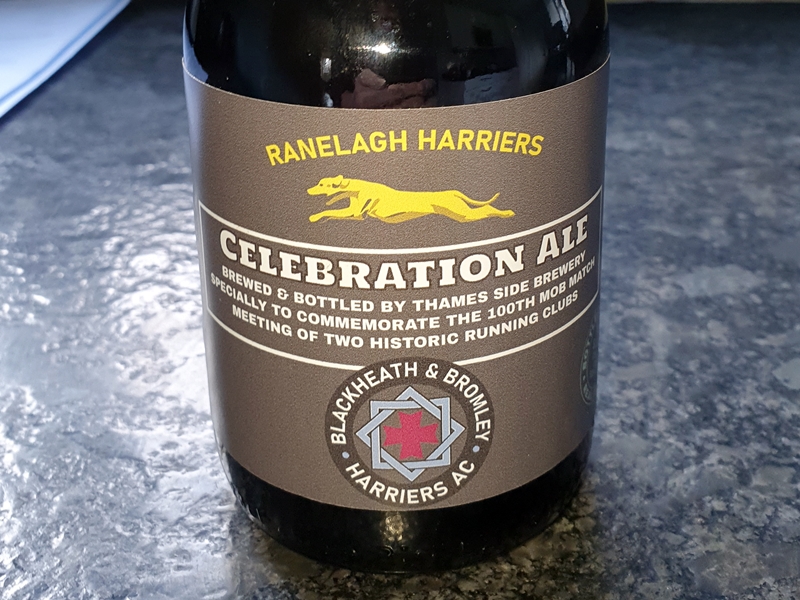 RANELAGH HARRIERS
CELEBRATION ALE
BREWED & BOTTLED BY THAMES SIDE BREWERY
SPECIALLY TO COMMEMORATE THE 100TH MOB MATCH
MEETING OF TWO HISTORIC RUNNING CLUBS
BLACKHEATH & BROMLEY
• HARRIERS AC •